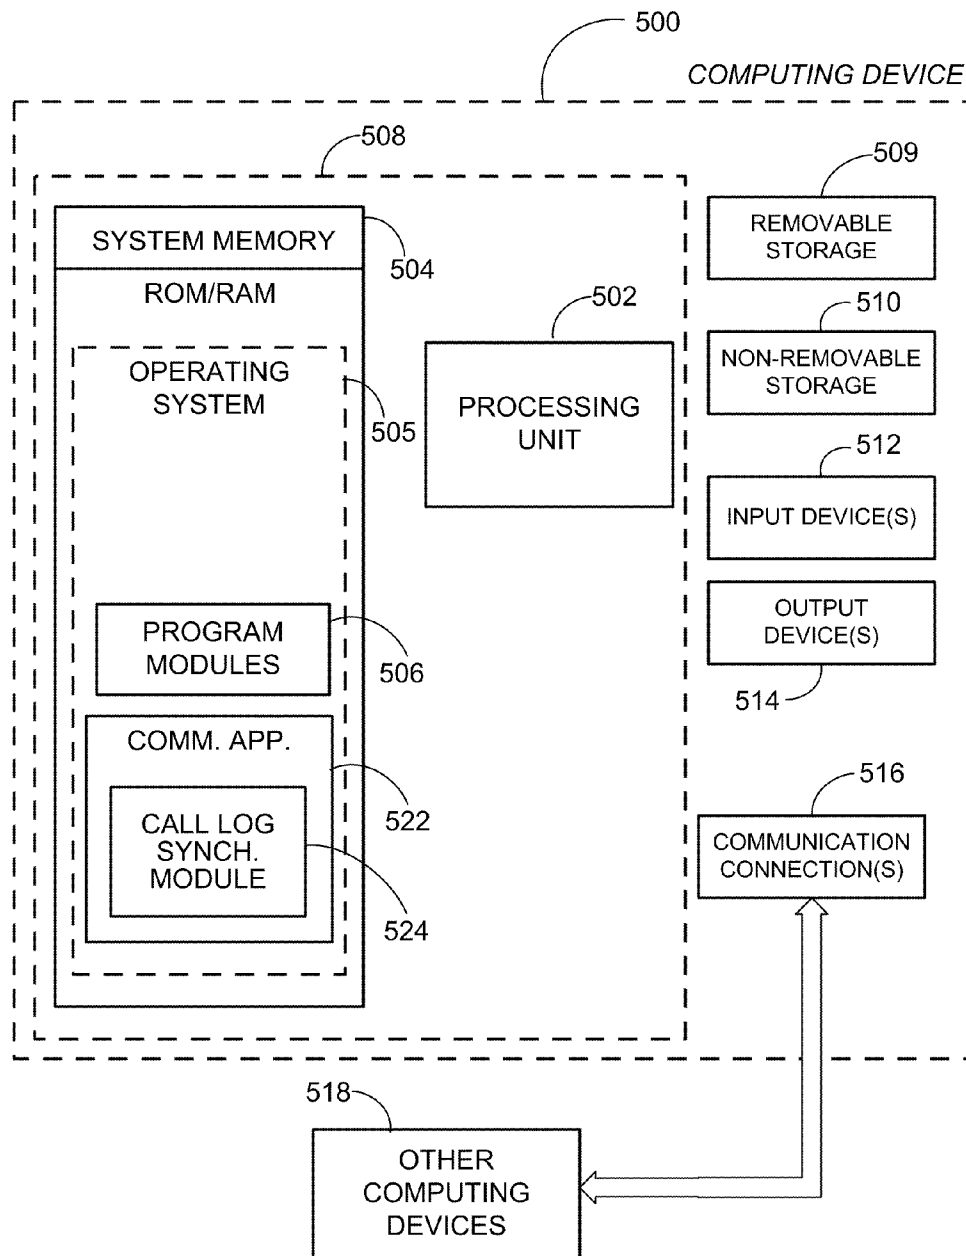 500
COMPUTING DEVICE
508
509
SYSTEM MEMORY
504
REMOVABLE
STORAGE
ROM/RAM
502
510
OPERATING
SYSTEM
505
NON-REMOVABLE
STORAGE
PROCESSING
UNIT
512
INPUT DEVICE(S)
OUTPUT
DEVICE(S)
514
PROGRAM
MODULES
506
COMM. APP.
522
516
CALL LOG
SYNCH.
MODULE
524
COMMUNICATION
CONNECTION(S)
518
OTHER
COMPUTING
DEVICES